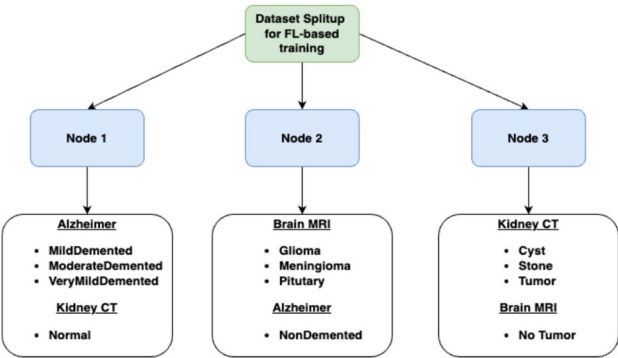 Dataset Splitup
for FL-based
training
Node 1
Node 2
Node 3
Alzheimer
• MildDemented
• ModerateDemented
• VeryMildDemented
Kidney CT
• Normal
Brain MRI
• Glioma
• Meningioma
• Pitutary
Alzheimer
• NonDemented
Kidney CT
• Cyst
• Stone
• Tumor
Brain MRI
• No Tumor